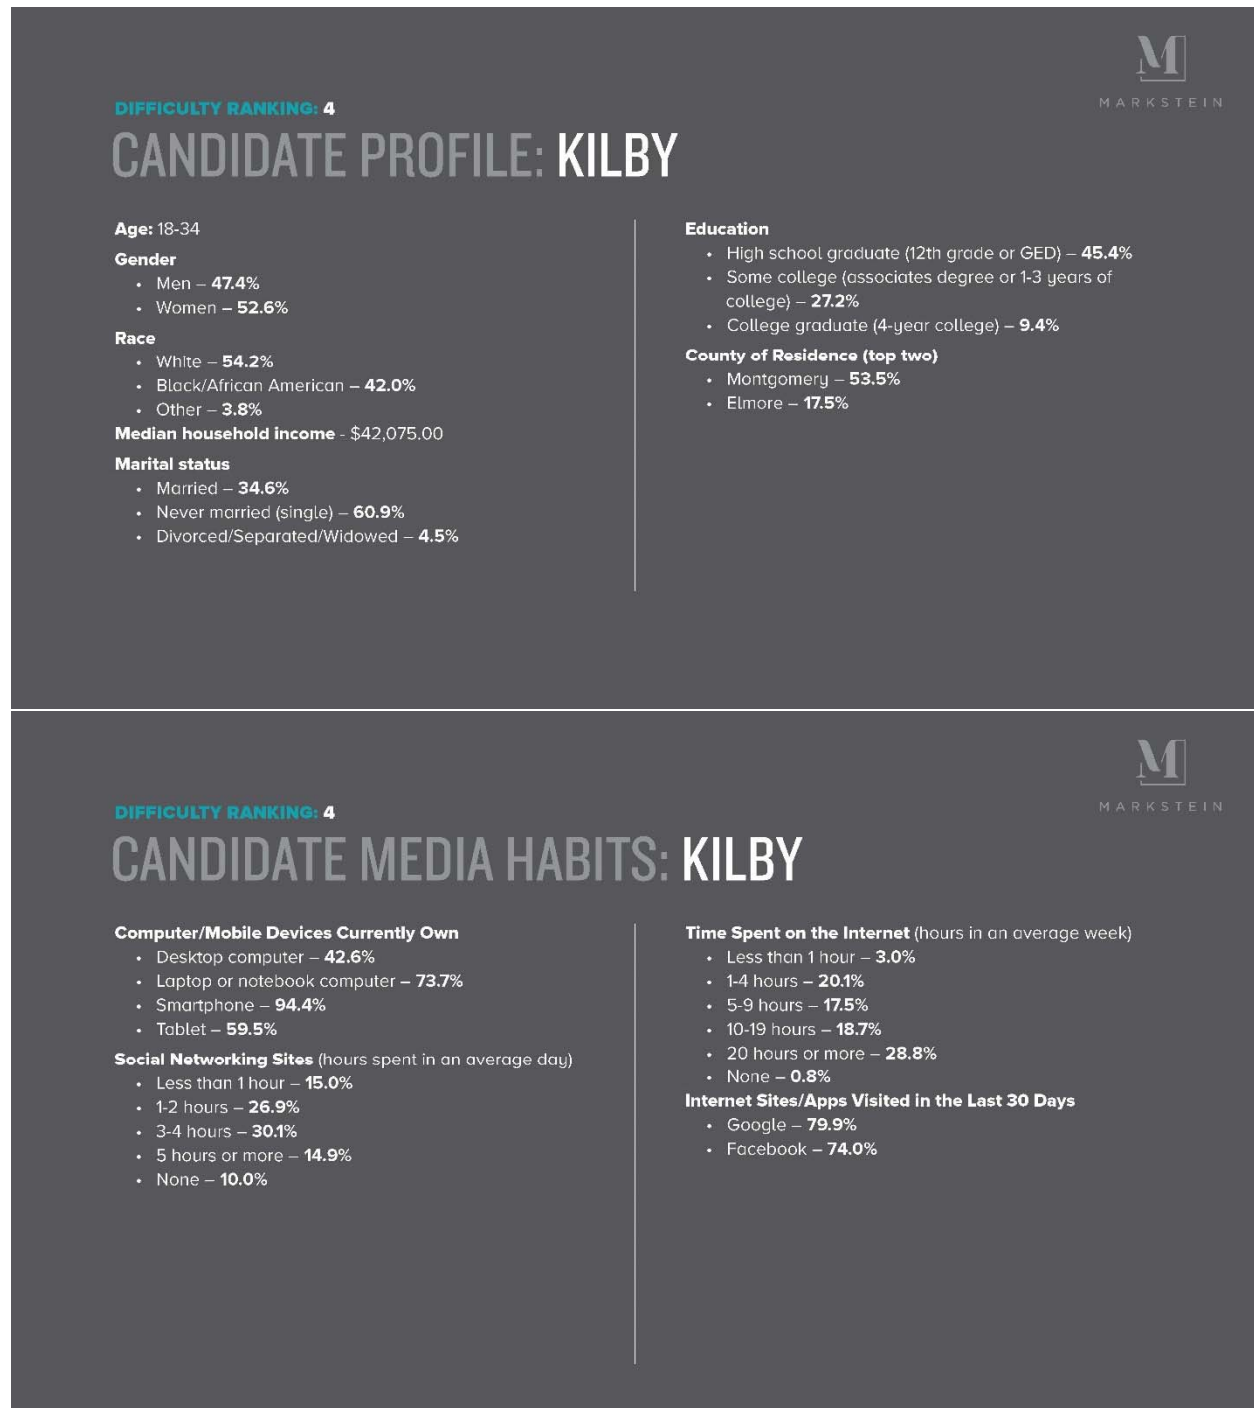 M
MARKSTEIN
DIFFICULTY RANKING: 4
CANDIDATE PROFILE: KILBY
Age: 18-34
Gender
• Men – 47.4%
• Women – 52.6%
Race
• White – 54.2%
• Black/African American – 42.0%
• Other – 3.8%
Median household income - $42,075.00
Marital status
• Married – 34.6%
• Never married (single) – 60.9%
• Divorced/Separated/Widowed – 4.5%
Education
• High school graduate (12th grade or GED) – 45.4%
• Some college (associates degree or 1-3 years of
college) – 27.2%
• College graduate (4-year college) – 9.4%
County of Residence (top two)
• Montgomery – 53.5%
• Elmore – 17.5%
M
MARKSTEIN
DIFFICULTY RANKING: 4
CANDIDATE MEDIA HABITS: KILBY
Computer/Mobile Devices Currently Own
• Desktop computer – 42.6%
• Laptop or notebook computer – 73.7%
• Smartphone – 94.4%
• Tablet – 59.5%
Social Networking Sites (hours spent in an average day)
• Less than 1 hour – 15.0%
• 1-2 hours – 26.9%
• 3-4 hours – 30.1%
• 5 hours or more – 14.9%
• None – 10.0%
Time Spent on the Internet (hours in an average week)
• Less than 1 hour – 3.0%
• 1-4 hours – 20.1%
• 5-9 hours – 17.5%
• 10-19 hours – 18.7%
• 20 hours or more – 28.8%
• None – 0.8%
Internet Sites/Apps Visited in the Last 30 Days
• Google – 79.9%
• Facebook – 74.0%